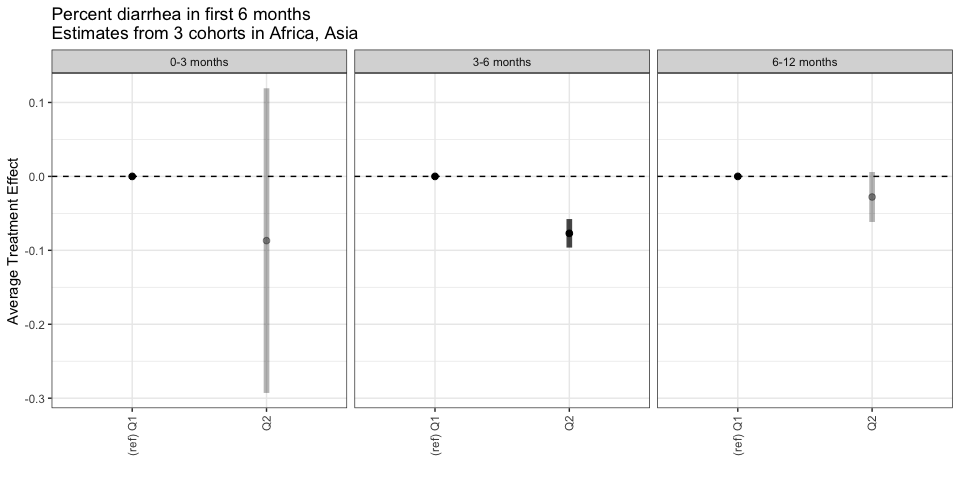 Percent diarrhea in first 6 months
Estimates from 3 cohorts in Africa, Asia
0-3 months
3-6 months
6-12 months
Average Treatment Effect
0.1
0.0
-0.1
-0.2
-0.3
(ref) Q1
Q2
(ref) Q1
Q2
(ref) Q1
Q2